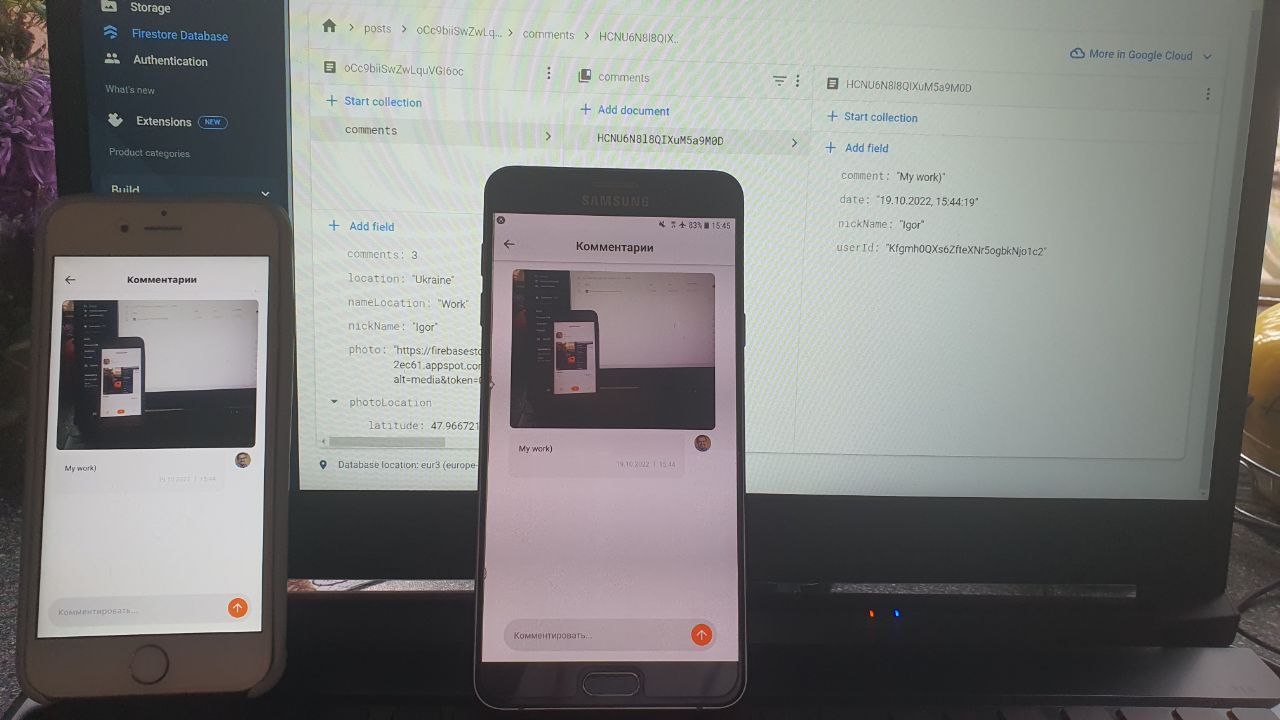 Storage
Firestore Database
Authentication
What's new
Extensions NEW
Product categories
Build
posts > oCc9biiSwZwLq... > comments > HCNU6N8l8QIX..
More in Google Cloud
oCc9biiSwZwLquVGl6oc
Start collection
comments
Add field
comments: 3
location: "Ukraine"
nameLocation: "Work"
nickName: "Igor"
photo: "https://firebasesto
2ec61.appspot.com
alt=media&token=
photoLocation
latitude: 47.966721
Database location: eur3 (europe-
comments
Add document
HCNU6N8l8QIXuM5a9M0D
HCNU6N8l8QIXuM5a9M0D
Start collection
Add field
comment: "My work)"
date: "19.10.2022, 15:44:19"
nickName: "Igor"
userId: "Kfgmh0QXs6ZfteXNr5ogbkNjo1c2"
Комментарии
My work)
19.10.2022 | 15:44
Комментировать...
SAMSUNG
83% 15:45
Комментарии
My work)
19.10.2022 | 15:44
Комментировать...